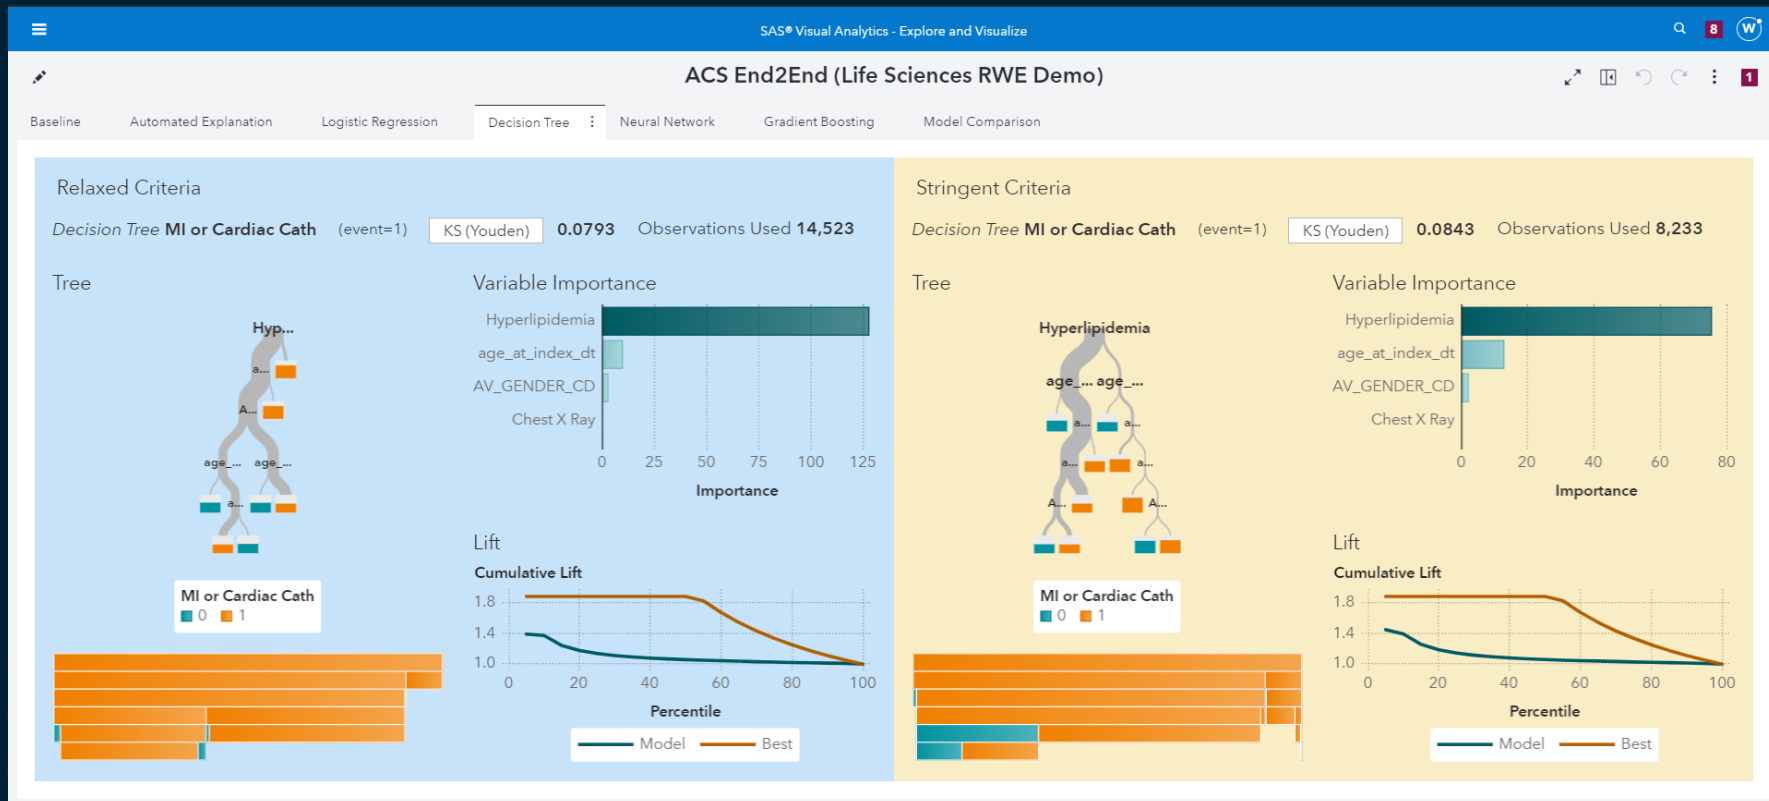 SAS® Visual Analytics - Explore and Visualize
8
W
ACS End2End (Life Sciences RWE Demo)
1
Baseline
Automated Explanation
Logistic Regression
Decision Tree
Neural Network
Gradient Boosting
Model Comparison
Relaxed Criteria
Decision Tree MI or Cardiac Cath (event=1) KS (Youden) 0.0793 Observations Used 14,523
Tree
Hyp...
a...
A...
age_... age_...
a...
MI or Cardiac Cath
0 1
Variable Importance
Hyperlipidemia
age_at_index_dt
AV_GENDER_CD
Chest X Ray
0 25 50 75 100 125
Importance
Lift
Cumulative Lift
1.8
1.4
1.0
0 20 40 60 80 100
Percentile
Model Best
Stringent Criteria
Decision Tree MI or Cardiac Cath (event=1) KS (Youden) 0.0843 Observations Used 8,233
Tree
Hyperlipidemia
age_... age_...
a... a...
a... a...
A... A...
MI or Cardiac Cath
0 1
Variable Importance
Hyperlipidemia
age_at_index_dt
AV_GENDER_CD
Chest X Ray
0 20 40 60 80
Importance
Lift
Cumulative Lift
1.8
1.4
1.0
0 20 40 60 80 100
Percentile
Model Best